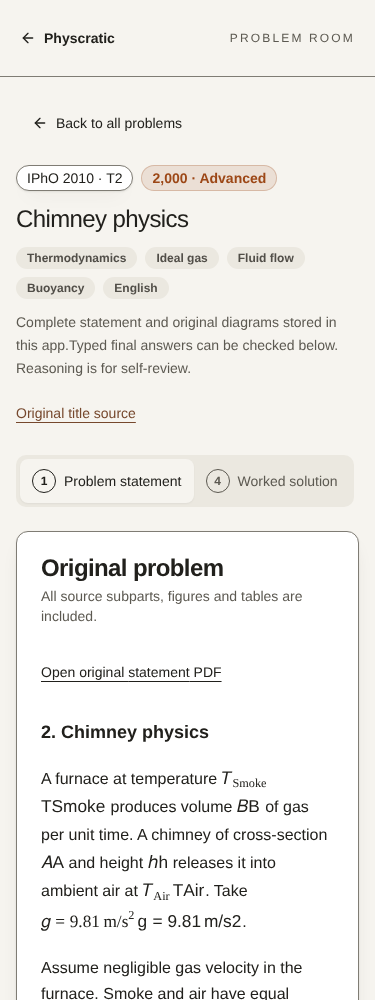 ← Physcratic
PROBLEM ROOM
← Back to all problems
IPhO 2010 · T2
2,000 · Advanced
Chimney physics
Thermodynamics
Ideal gas
Fluid flow
Buoyancy
English
Complete statement and original diagrams stored in
this app.Typed final answers can be checked below.
Reasoning is for self-review.
Original title source
1 Problem statement
4 Worked solution
Original problem
All source subparts, figures and tables are
included.
Open original statement PDF
2. Chimney physics
A furnace at temperature T_Smoke
TSmoke produces volume BB of gas
per unit time. A chimney of cross-section
AA and height hh releases it into
ambient air at T_Air TAir. Take
g = 9.81 m/s² g = 9.81 m/s2.
Assume negligible gas velocity in the
furnace. Smoke and air have equal